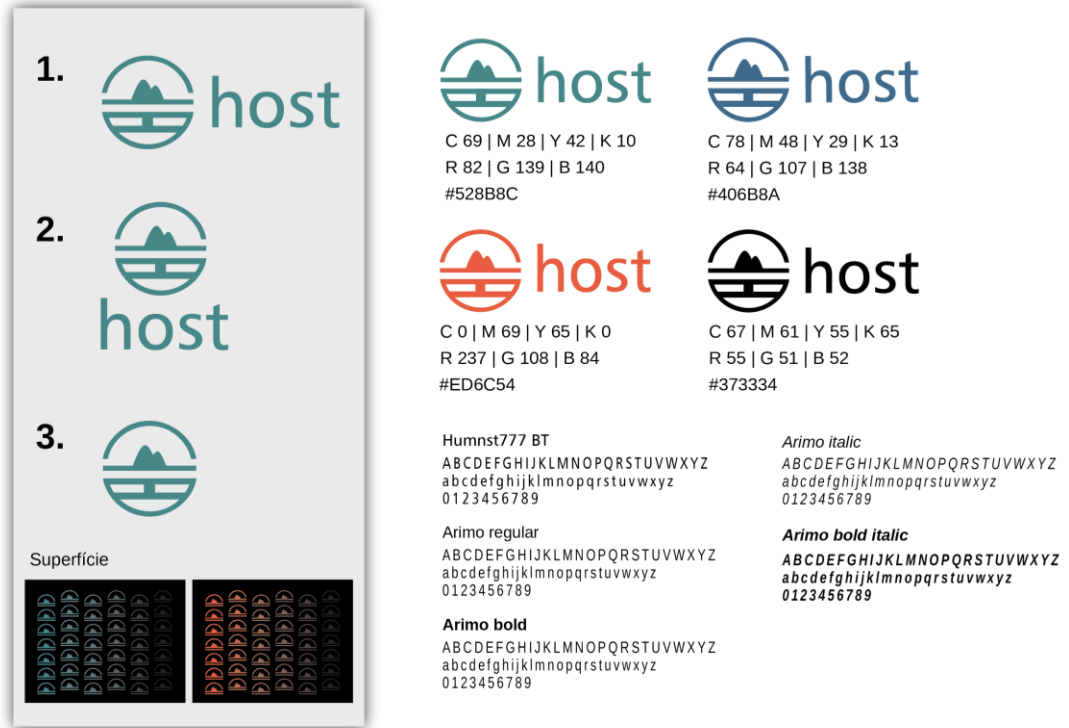 1.
host
2.
host
3.
Superfície
host
C 69 | M 28 | Y 42 | K 10
R 82 | G 139 | B 140
#528B8C
host
C 78 | M 48 | Y 29 | K 13
R 64 | G 107 | B 138
#406B8A
host
C 0 | M 69 | Y 65 | K 0
R 237 | G 108 | B 84
#ED6C54
host
C 67 | M 61 | Y 55 | K 65
R 55 | G 51 | B 52
#373334
Humnst777 BT
ABCDEFGHIJKLMNOPQRSTUVWXYZ
abcdefghijklmnopqrstuvwxyz
0123456789
Arimo regular
ABCDEFGHIJKLMNOPQRSTUVWXYZ
abcdefghijklmnopqrstuvwxyz
0123456789
Arimo bold
ABCDEFGHIJKLMNOPQRSTUVWXYZ
abcdefghijklmnopqrstuvwxyz
0123456789
Arimo italic
ABCDEFGHIJKLMNOPQRSTUVWXYZ
abcdefghijklmnopqrstuvwxyz
0123456789
Arimo bold italic
ABCDEFGHIJKLMNOPQRSTUVWXYZ
abcdefghijklmnopqrstuvwxyz
0123456789